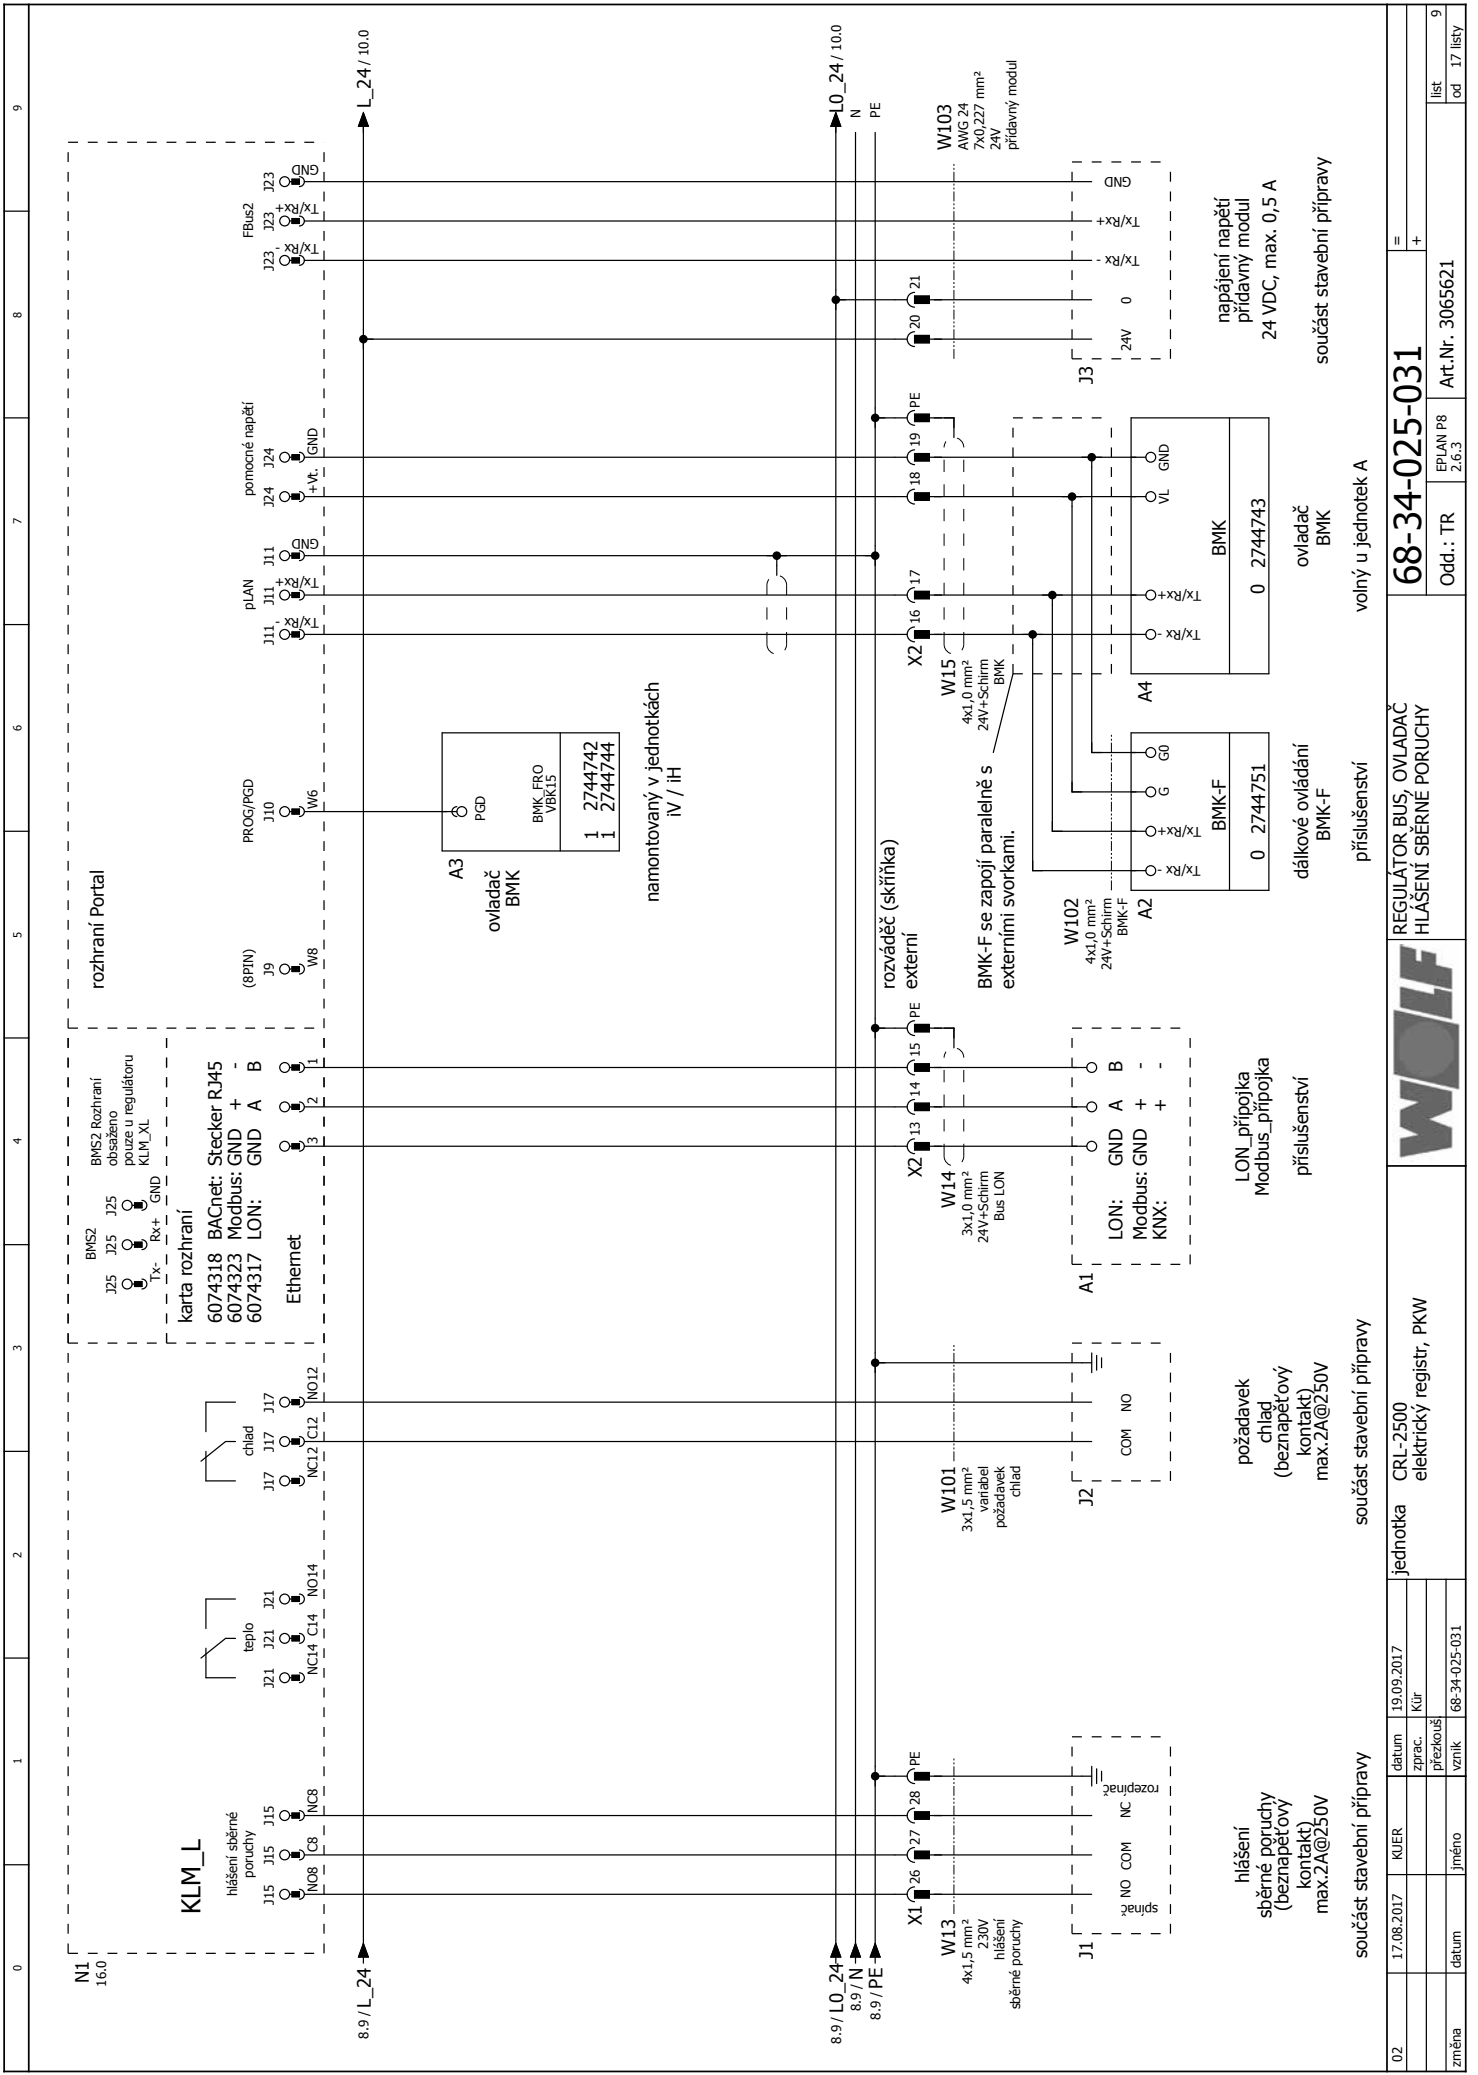 0 1 2 3 4 5 6 7 8 9
N1
16.0
KLM_L
hlášení sběrné
poruchy
J15 J15 J15
NO8 C8 NC8
teplo
J21 J21 J21
NC14 C14 NO14
chlad
J17 J17 J17
NC12 C12 NO12
BMS2
J25 J25 J25
Tx- Rx+ GND
BMS2 Rozhraní
obsaženo
pouze u regulátoru
KLM_XL
karta rozhraní
6074318 BACnet: Stecker RJ45
6074323 Modbus: GND + -
6074317 LON: GND A B
Ethernet
3 2 1
rozhraní Portal
(8PIN)
J9
W8
PROG/PGD
J10
W6
pLAN
J11 J11 J11
Tx/Rx - Tx/Rx+ GND
pomocné napětí
J24 J24
+Vt. GND
FBus2
J23 J23 J23
Tx/Rx - Tx/Rx+ GND
8.9 / L_24
L_24 / 10.0
A3
ovladač
BMK
PGD
BMK_FRO
VBK15
1 2744742
1 2744744
namontovaný v jednotkách
iV / iH
8.9 / L0_24
8.9 / N
8.9 / PE
L0_24 / 10.0
N
PE
rozváděč (skříňka)
externí
X1 26 27 28 PE
X2 13 14 15 PE
X2 16 17 18 19 PE
20 21
W13
4x1,5 mm²
230V
hlášení
sběrné poruchy
W101
3x1,5 mm²
variabel
požadavek
chlad
W14
3x1,0 mm²
24V+Schirm
Bus LON
BMK-F se zapojí paralelně s
externími svorkami.
W15
4x1,0 mm²
24V+Schirm
BMK
W102
4x1,0 mm²
24V+Schirm
BMK-F
W103
AWG 24
7x0,227 mm²
24V
přídavný modul
J1
NO COM NC
spínač rozepínač
J2
COM NO
A1
LON: GND A B
Modbus: GND + -
KNX: + -
A2
Tx/Rx - Tx/Rx+ G G0
BMK-F
0 2744751
A4
Tx/Rx - Tx/Rx+ VL GND
BMK
0 2744743
J3
24V 0 Tx/Rx - Tx/Rx+ GND
hlášení
sběrné poruchy
(beznapěťový
kontakt)
max.2A@250V
součást stavební přípravy
požadavek
chlad
(beznapěťový
kontakt)
max.2A@250V
součást stavební přípravy
LON_přípojka
Modbus_přípojka
příslušenství
dálkové ovládání
BMK-F
příslušenství
ovladač
BMK
volný u jednotek A
napájení napětí
přídavný modul
24 VDC, max. 0,5 A
součást stavební přípravy
02 17.08.2017 KUER
změna datum jméno
datum 19.09.2017
zprac. Kür
přezkouš.
vznik 68-34-025-031
jednotka CRL-2500
elektrický registr, PKW
WOLF
REGULÁTOR BUS, OVLADAČ
HLÁŠENÍ SBĚRNÉ PORUCHY
68-34-025-031
Odd.: TR
EPLAN P8
2.6.3
Art.Nr. 3065621
=
+
list 9
od 17 listy